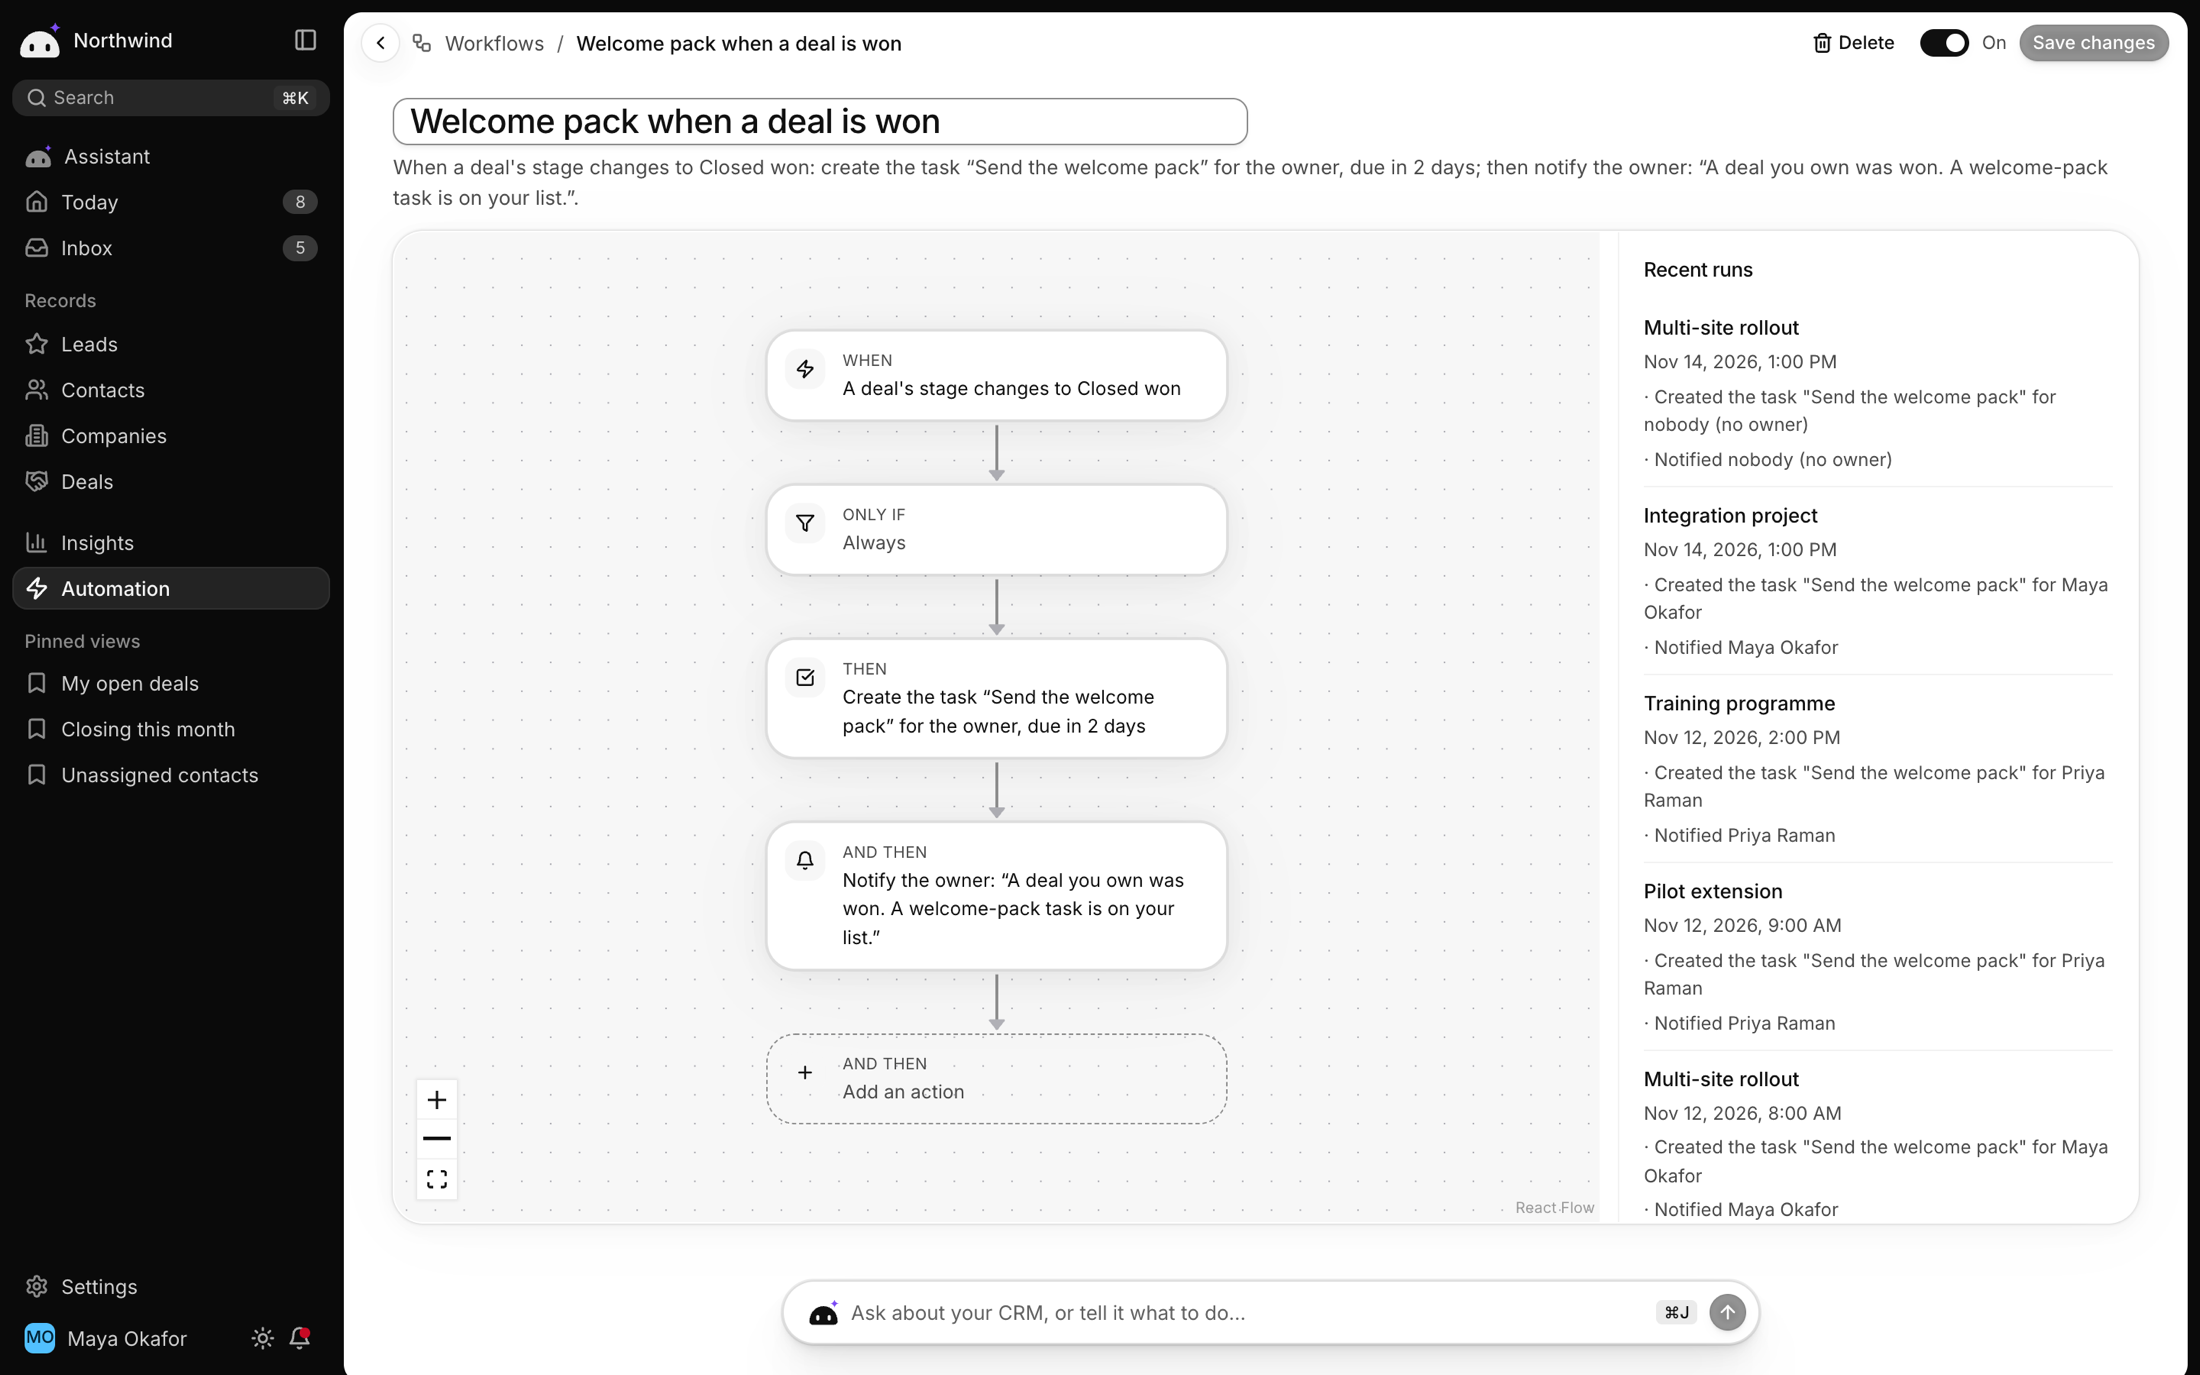 Northwind
Search ⌘K
Assistant
Today 8
Inbox 5
Records
Leads
Contacts
Companies
Deals
Insights
Automation
Pinned views
My open deals
Closing this month
Unassigned contacts
Settings
MO Maya Okafor
Workflows / Welcome pack when a deal is won
Delete On Save changes
Welcome pack when a deal is won
When a deal's stage changes to Closed won: create the task “Send the welcome pack” for the owner, due in 2 days; then notify the owner: “A deal you own was won. A welcome-pack
task is on your list.”.
WHEN
A deal's stage changes to Closed won
ONLY IF
Always
THEN
Create the task “Send the welcome
pack” for the owner, due in 2 days
AND THEN
Notify the owner: “A deal you own was
won. A welcome-pack task is on your
list.”
AND THEN
Add an action
React Flow
Recent runs
Multi-site rollout
Nov 14, 2026, 1:00 PM
· Created the task "Send the welcome pack" for
nobody (no owner)
· Notified nobody (no owner)
Integration project
Nov 14, 2026, 1:00 PM
· Created the task "Send the welcome pack" for Maya
Okafor
· Notified Maya Okafor
Training programme
Nov 12, 2026, 2:00 PM
· Created the task "Send the welcome pack" for Priya
Raman
· Notified Priya Raman
Pilot extension
Nov 12, 2026, 9:00 AM
· Created the task "Send the welcome pack" for Priya
Raman
· Notified Priya Raman
Multi-site rollout
Nov 12, 2026, 8:00 AM
· Created the task "Send the welcome pack" for Maya
Okafor
· Notified Maya Okafor
Ask about your CRM, or tell it what to do... ⌘J